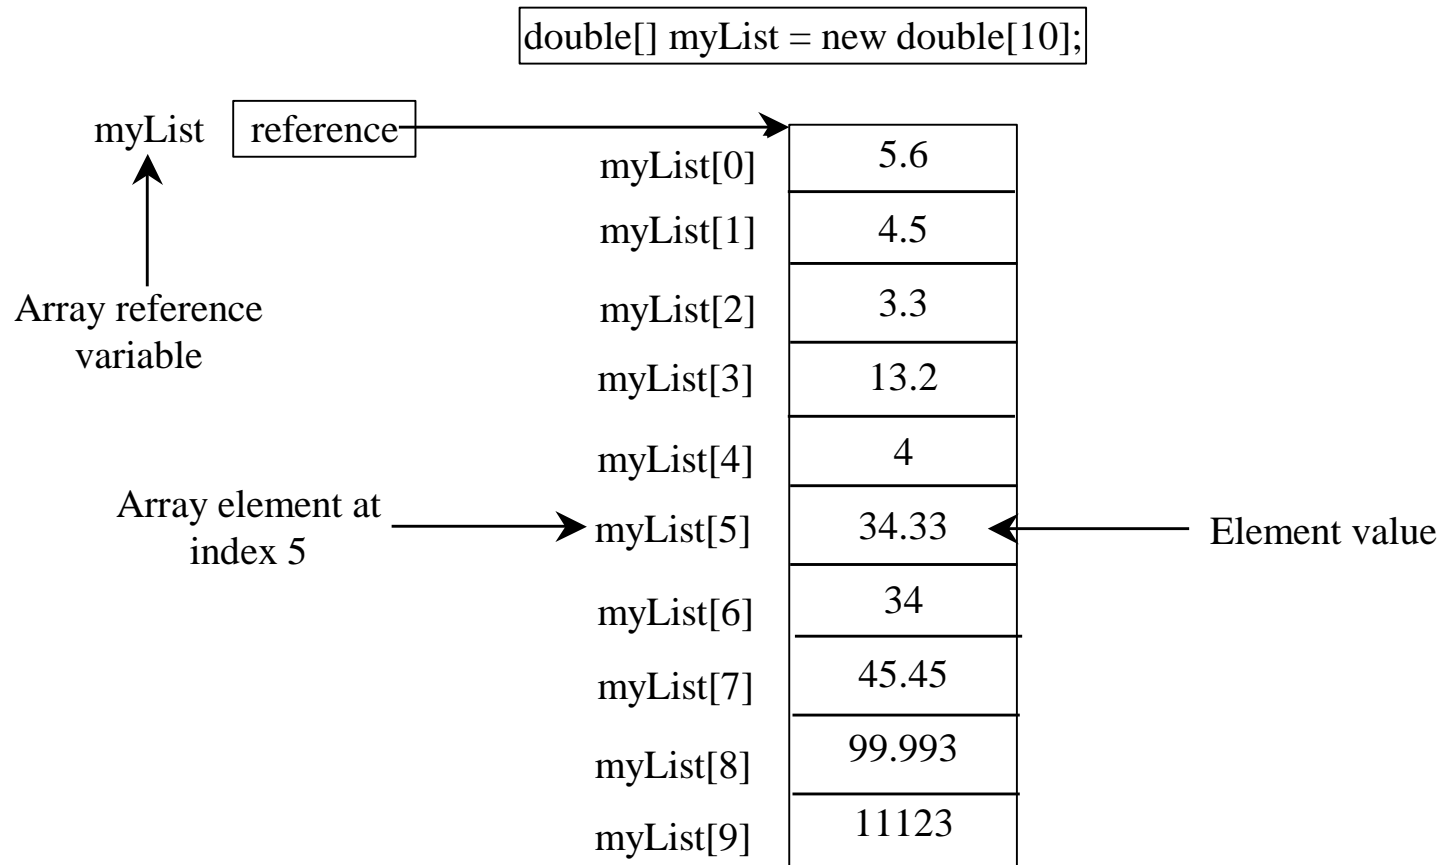 double[] myList = new double[10];
myList reference
myList[0] 5.6
myList[1] 4.5
Array reference
variable
myList[2] 3.3
myList[3] 13.2
myList[4] 4
Array element at
index 5
myList[5] 34.33 Element value
myList[6] 34
myList[7] 45.45
myList[8] 99.993
myList[9] 11123